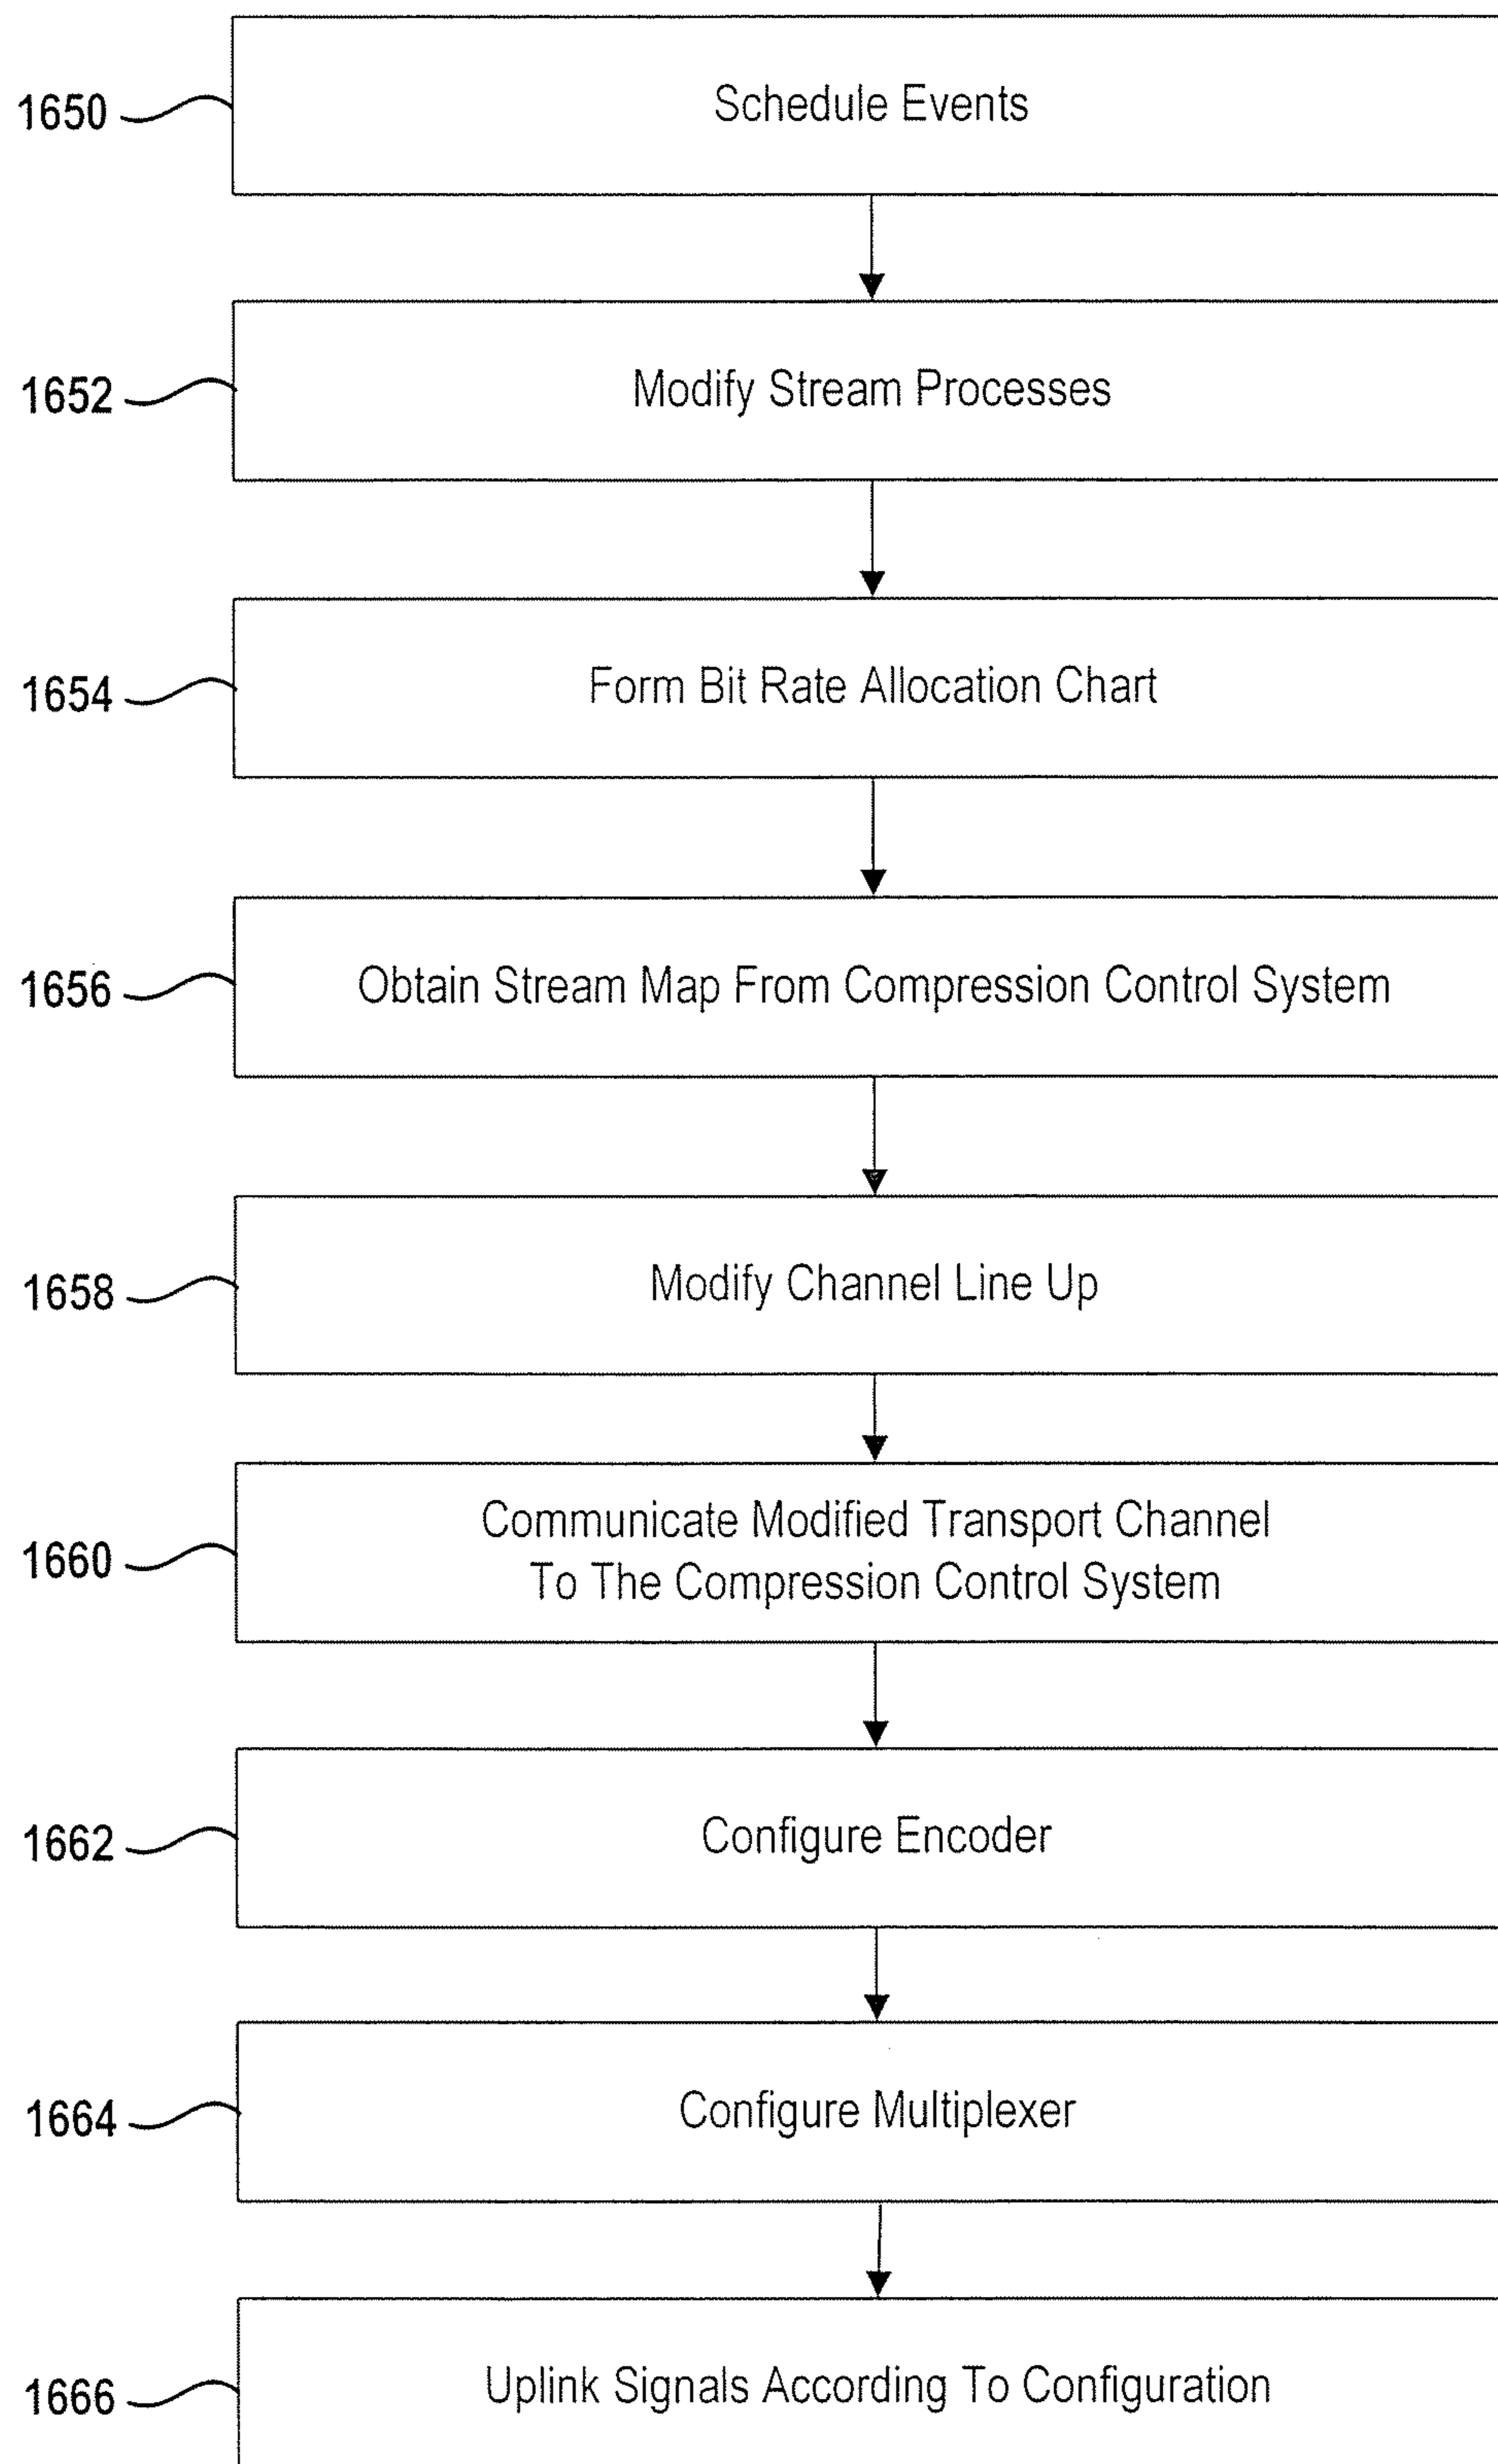 1650
Schedule Events
1652
Modify Stream Processes
1654
Form Bit Rate Allocation Chart
1656
Obtain Stream Map From Compression Control System
1658
Modify Channel Line Up
1660
Communicate Modified Transport Channel
To The Compression Control System
1662
Configure Encoder
1664
Configure Multiplexer
1666
Uplink Signals According To Configuration